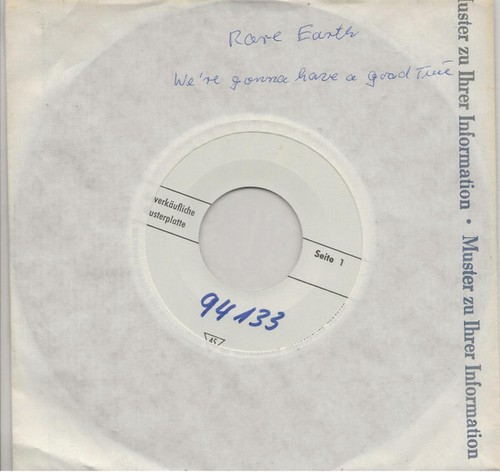 Rare Earth
We're gonna have a good Time
Muster zu Ihrer Information • Muster zu Ihrer Information
verkäufliche
usterplatte
Seite 1
94133
45